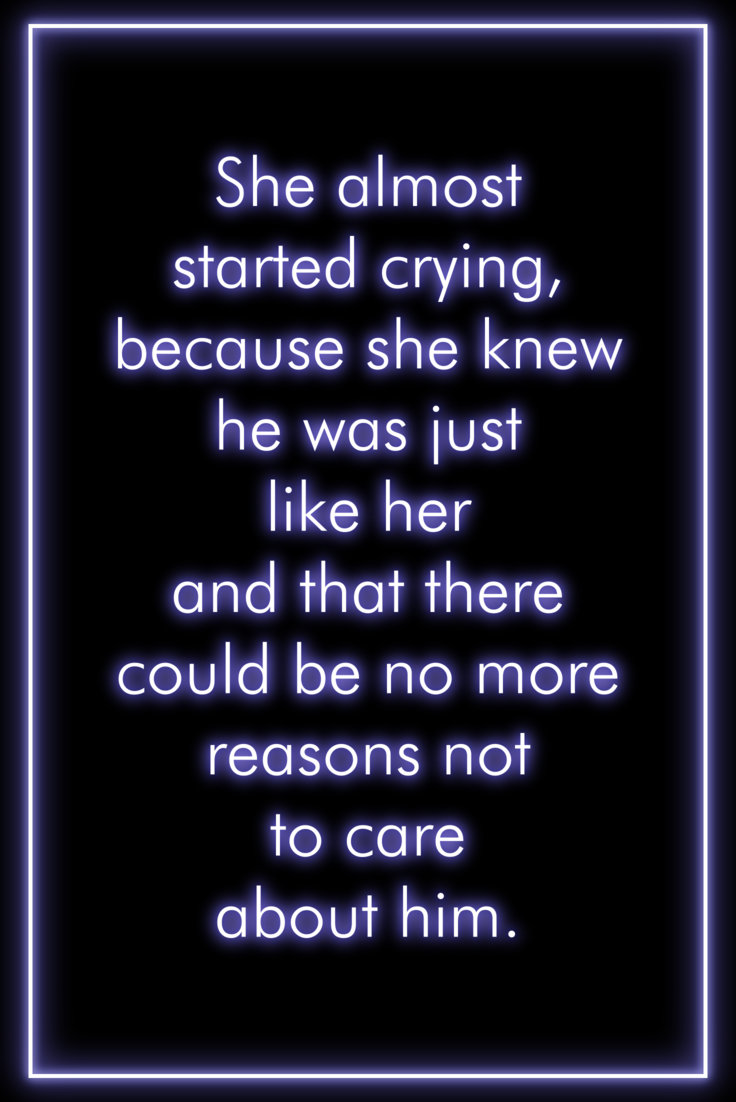 She almost
started crying,
because she knew
he was just
like her
and that there
could be no more
reasons not
to care
about him.